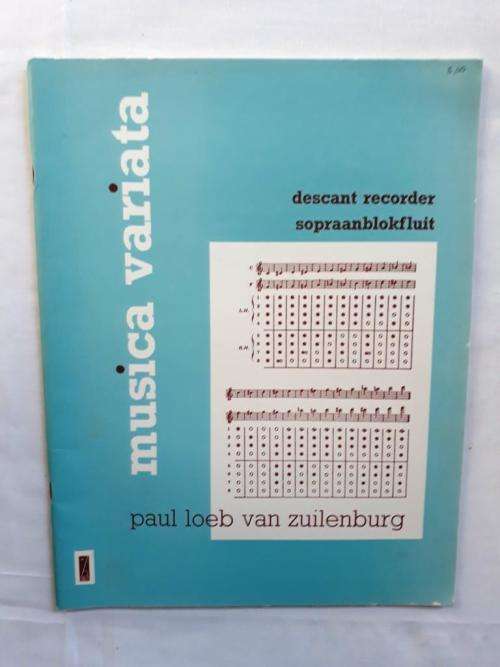 musica variata
descant recorder
sopraanblokfluit
L.H.
R.H.
paul loeb van zuilenburg